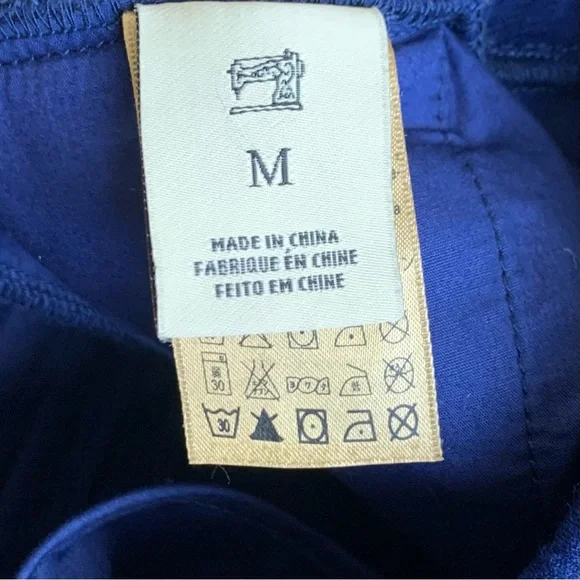 M
MADE IN CHINA
FABRIQUE EN CHINE
FEITO EM CHINE
30
30